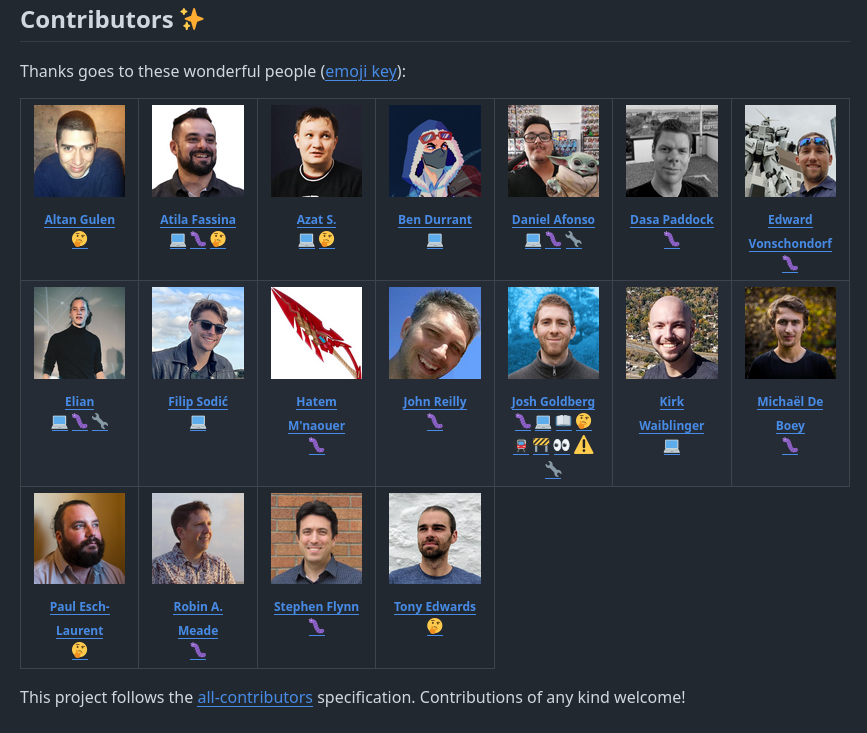 Contributors ✨
Thanks goes to these wonderful people (emoji key):
Altan Gulen
🤔
Atila Fassina
💻 🐛 🤔
Azat S.
💻 🤔
Ben Durrant
💻
Daniel Afonso
💻 🐛 🔧
Dasa Paddock
🐛
Edward
Vonschondorf
🐛
Elian
💻 🐛 🔧
Filip Sodić
💻
Hatem
M'naouer
🐛
John Reilly
🐛
Josh Goldberg
🐛 💻 📖 🤔
🚇 🚧 👀 ⚠️
🔧
Kirk
Waiblinger
💻
Michaël De
Boey
🐛
Paul Esch-
Laurent
🤔
Robin A.
Meade
🐛
Stephen Flynn
🐛
Tony Edwards
🤔
This project follows the all-contributors specification. Contributions of any kind welcome!